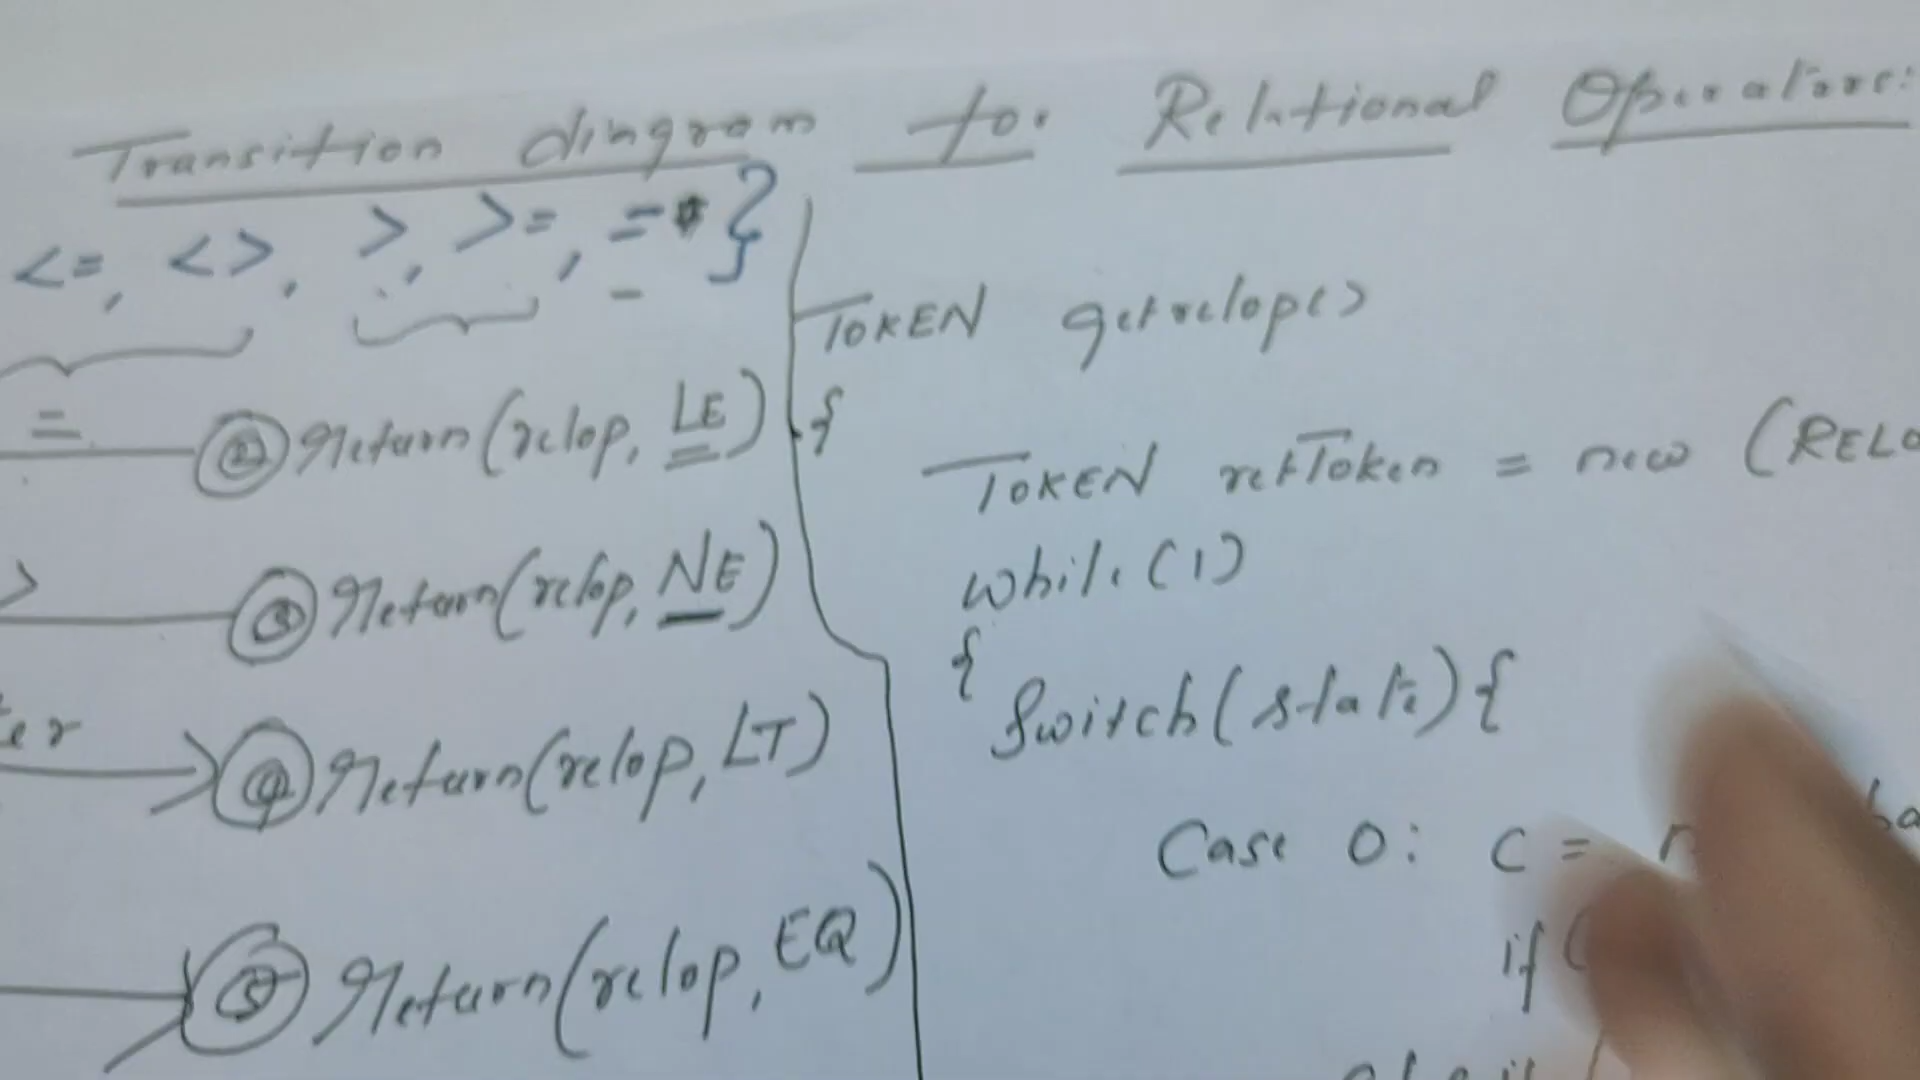 Transition diagram for Relational Operators:
<=, <>, >, >=, = }
= 2 return (relop, LE)
> 3 return (relop, NE)
er
4 return (relop, LT)
5 return (relop, EQ)
TOKEN getrelop()
{
TOKEN retToken = new (RELO
while (1)
{
Switch (state) {
Case 0: c = n
if (